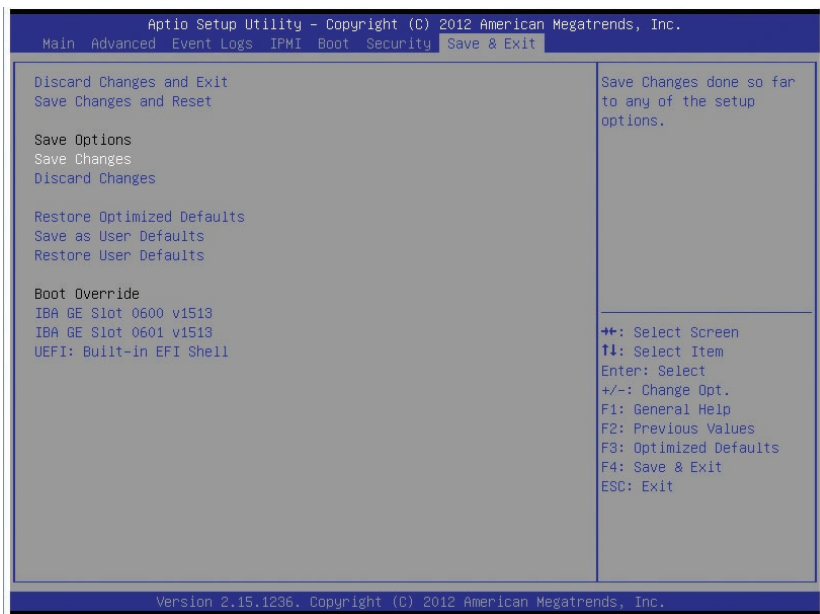 Aptio Setup Utility – Copyright (C) 2012 American Megatrends, Inc.
Main Advanced Event Logs IPMI Boot Security Save & Exit
Discard Changes and Exit
Save Changes and Reset
Save Options
Save Changes
Discard Changes
Restore Optimized Defaults
Save as User Defaults
Restore User Defaults
Boot Override
IBA GE Slot 0600 v1513
IBA GE Slot 0601 v1513
UEFI: Built-in EFI Shell
Save Changes done so far
to any of the setup
options.
→←: Select Screen
↑↓: Select Item
Enter: Select
+/-: Change Opt.
F1: General Help
F2: Previous Values
F3: Optimized Defaults
F4: Save & Exit
ESC: Exit
Version 2.15.1236. Copyright (C) 2012 American Megatrends, Inc.